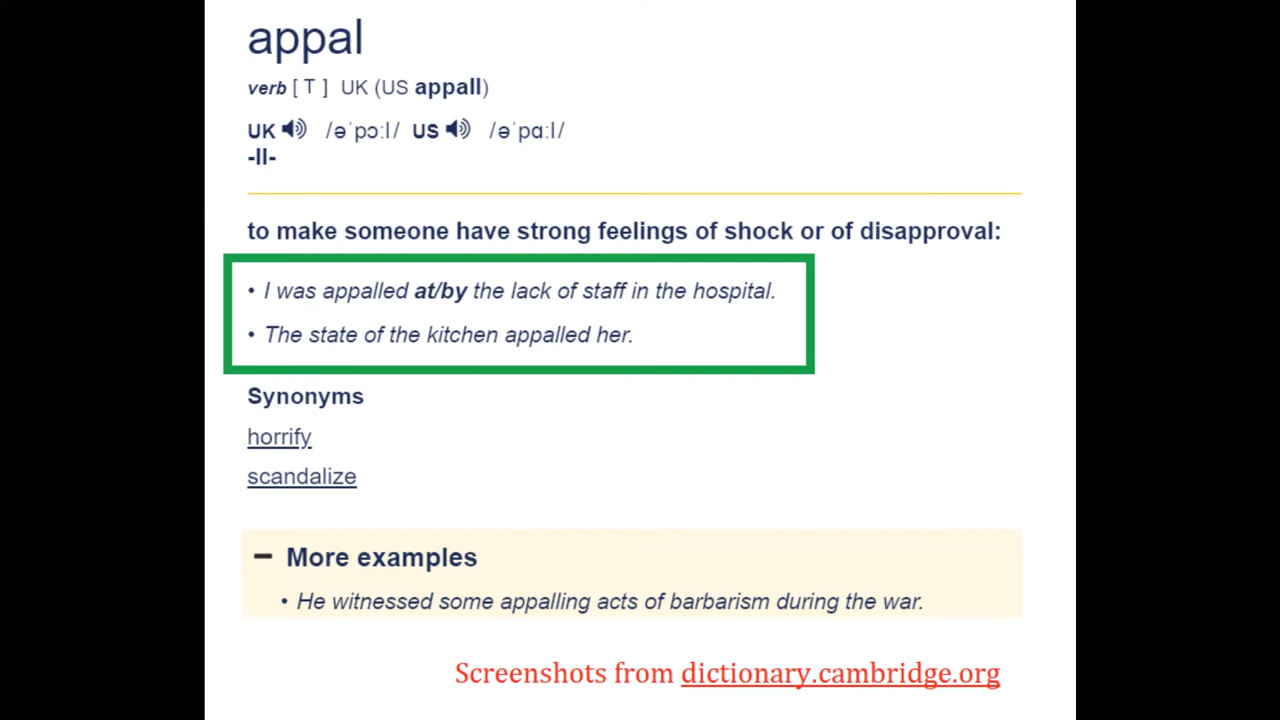 appal
verb [ T ] UK (US appall)
UK /əˈpɔːl/ US /əˈpɑːl/
-ll-
to make someone have strong feelings of shock or of disapproval:
• I was appalled at/by the lack of staff in the hospital.
• The state of the kitchen appalled her.
Synonyms
horrify
scandalize
– More examples
• He witnessed some appalling acts of barbarism during the war.
Screenshots from dictionary.cambridge.org